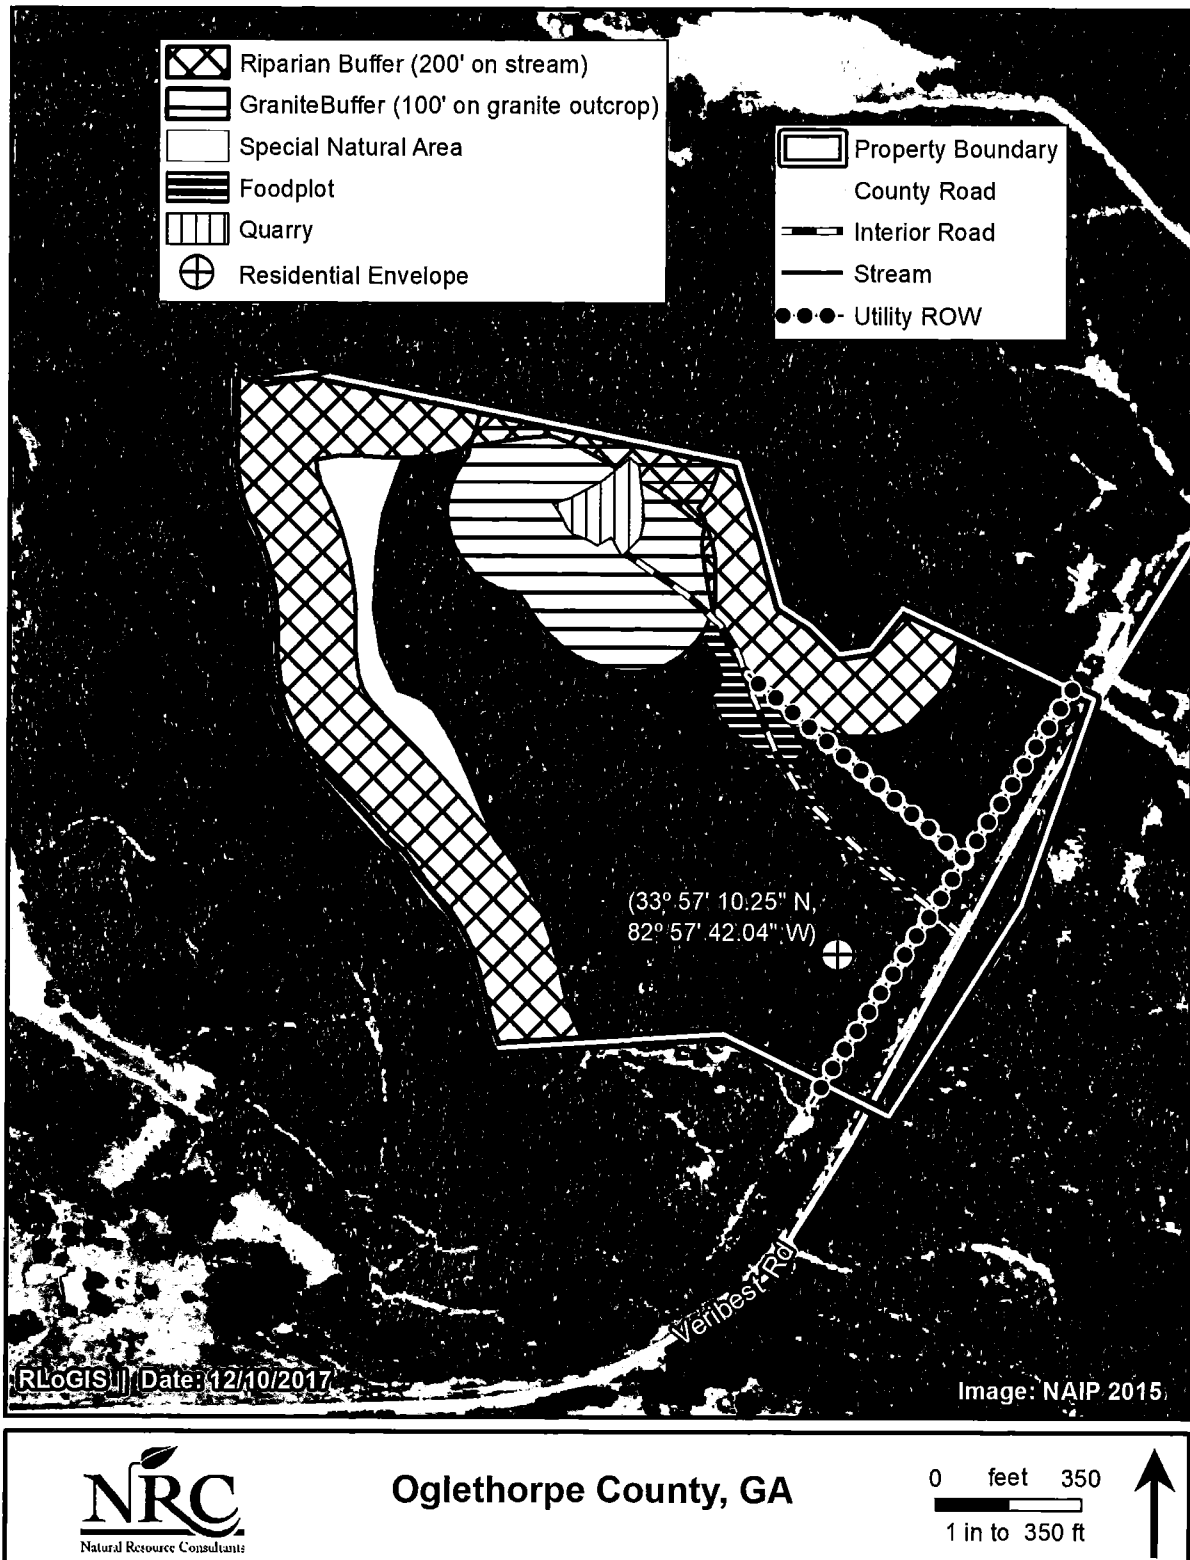 Riparian Buffer (200' on stream)
GraniteBuffer (100' on granite outcrop)
Special Natural Area
Foodplot
Quarry
Residential Envelope
Property Boundary
County Road
Interior Road
Stream
Utility ROW
(33º 57' 10.25" N,
82º 57' 42.04" W)
Veribest Rd
RLoGIS || Date: 12/10/2017
Image: NAIP 2015
NRC
Natural Resource Consultants
Oglethorpe County, GA
0 feet 350
1 in to 350 ft